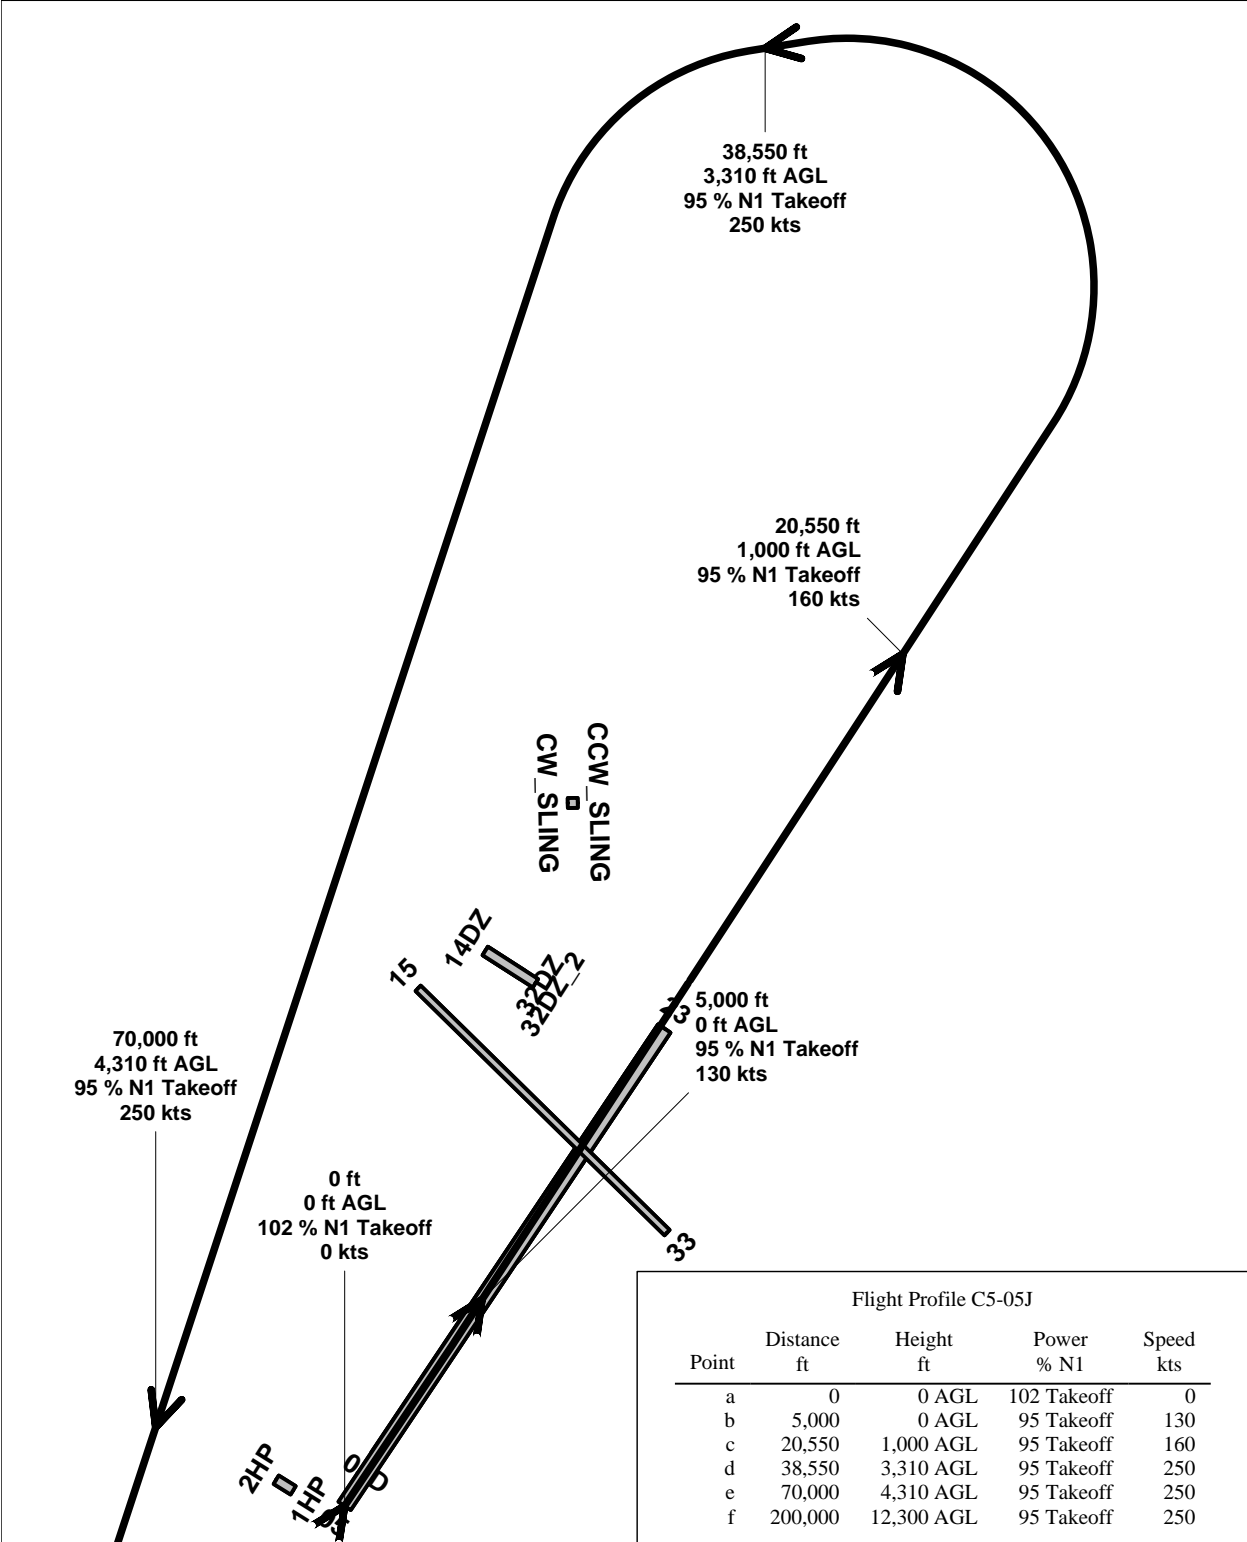 38,550 ft
3,310 ft AGL
95 % N1 Takeoff
250 kts
20,550 ft
1,000 ft AGL
95 % N1 Takeoff
160 kts
CCW_SLING
CW_SLING
14DZ
32DZ
32DZ_2
15
5,000 ft
0 ft AGL
95 % N1 Takeoff
130 kts
70,000 ft
4,310 ft AGL
95 % N1 Takeoff
250 kts
0 ft
0 ft AGL
102 % N1 Takeoff
0 kts
33
2HP
1HP
Flight Profile C5-05J
Distance Height Power Speed
Point ft ft % N1 kts
a 0 0 AGL 102 Takeoff 0
b 5,000 0 AGL 95 Takeoff 130
c 20,550 1,000 AGL 95 Takeoff 160
d 38,550 3,310 AGL 95 Takeoff 250
e 70,000 4,310 AGL 95 Takeoff 250
f 200,000 12,300 AGL 95 Takeoff 250